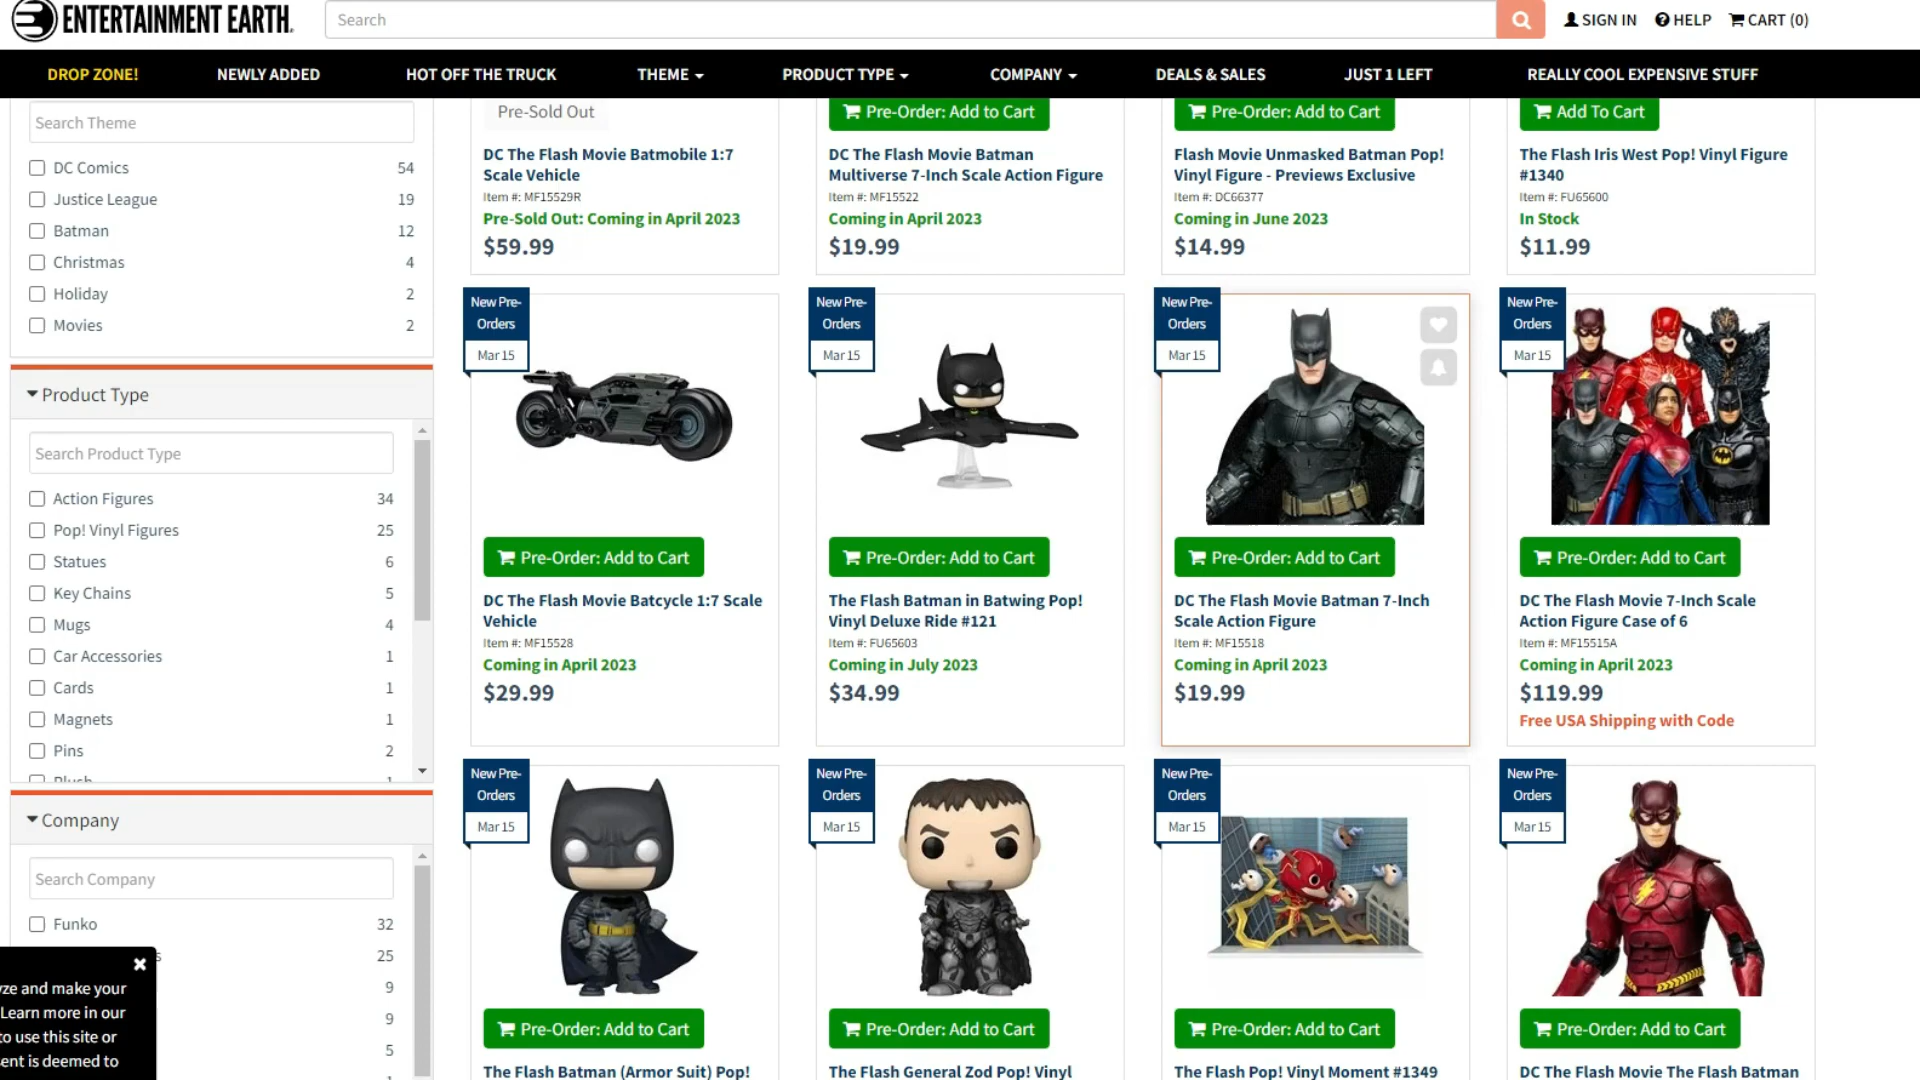 ENTERTAINMENT EARTH
Search
SIGN IN
HELP
CART (0)
DROP ZONE!
NEWLY ADDED
HOT OFF THE TRUCK
THEME
PRODUCT TYPE
COMPANY
DEALS & SALES
JUST 1 LEFT
REALLY COOL EXPENSIVE STUFF
Search Theme
DC Comics 54
Justice League 19
Batman 12
Christmas 4
Holiday 2
Movies 2
Product Type
Search Product Type
Action Figures 34
Pop! Vinyl Figures 25
Statues 6
Key Chains 5
Mugs 4
Car Accessories 1
Cards 1
Magnets 1
Pins 2
Plush 1
Company
Search Company
Funko 32
s 25
9
9
5
yze and make your
Learn more in our
to use this site or
sent is deemed to
Pre-Sold Out
DC The Flash Movie Batmobile 1:7
Scale Vehicle
Item #: MF15529R
Pre-Sold Out: Coming in April 2023
$59.99
Pre-Order: Add to Cart
DC The Flash Movie Batman
Multiverse 7-Inch Scale Action Figure
Item #: MF15522
Coming in April 2023
$19.99
Pre-Order: Add to Cart
Flash Movie Unmasked Batman Pop!
Vinyl Figure - Previews Exclusive
Item #: DC66377
Coming in June 2023
$14.99
Add To Cart
The Flash Iris West Pop! Vinyl Figure
#1340
Item #: FU65600
In Stock
$11.99
New Pre-
Orders
Mar 15
Pre-Order: Add to Cart
DC The Flash Movie Batcycle 1:7 Scale
Vehicle
Item #: MF15528
Coming in April 2023
$29.99
New Pre-
Orders
Mar 15
Pre-Order: Add to Cart
The Flash Batman in Batwing Pop!
Vinyl Deluxe Ride #121
Item #: FU65603
Coming in July 2023
$34.99
New Pre-
Orders
Mar 15
Pre-Order: Add to Cart
DC The Flash Movie Batman 7-Inch
Scale Action Figure
Item #: MF15518
Coming in April 2023
$19.99
New Pre-
Orders
Mar 15
Pre-Order: Add to Cart
DC The Flash Movie 7-Inch Scale
Action Figure Case of 6
Item #: MF15515A
Coming in April 2023
$119.99
Free USA Shipping with Code
New Pre-
Orders
Mar 15
Pre-Order: Add to Cart
The Flash Batman (Armor Suit) Pop!
New Pre-
Orders
Mar 15
Pre-Order: Add to Cart
The Flash General Zod Pop! Vinyl
New Pre-
Orders
Mar 15
Pre-Order: Add to Cart
The Flash Pop! Vinyl Moment #1349
New Pre-
Orders
Mar 15
Pre-Order: Add to Cart
DC The Flash Movie The Flash Batman